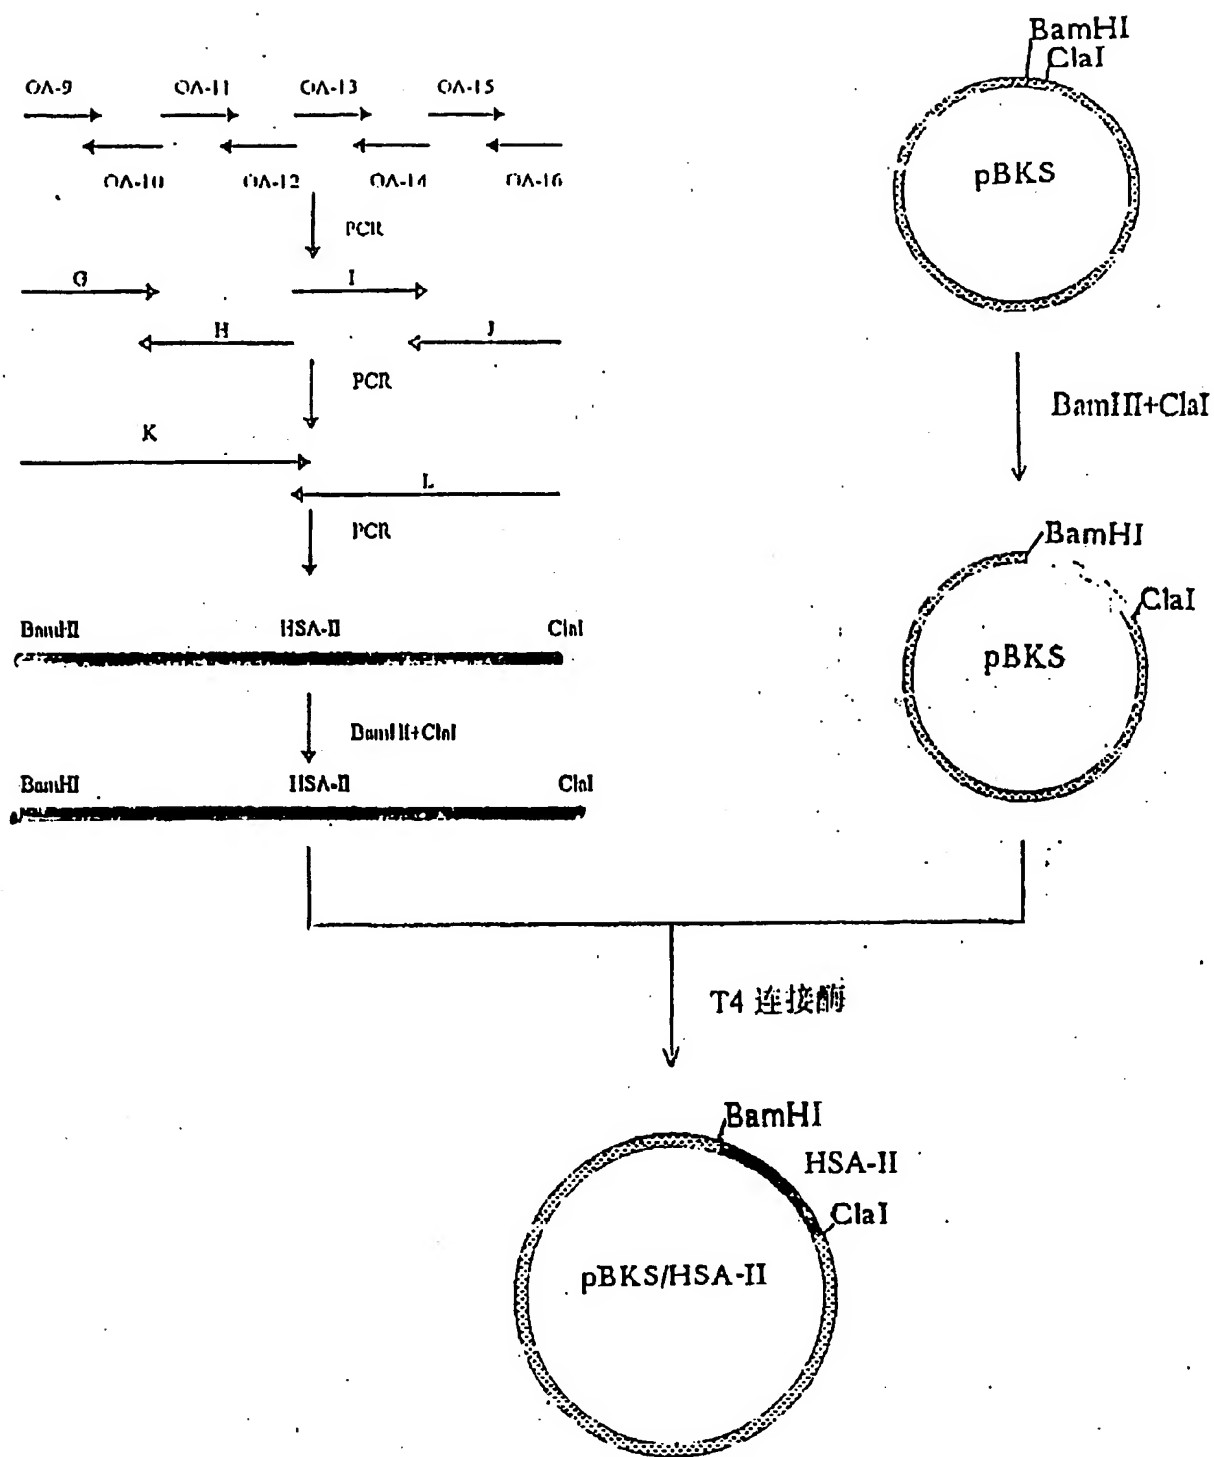 BamHI
ClaI
OA-9 OA-11 OA-13 OA-15
OA-10 OA-12 OA-14 OA-16
pBKS
PCR
G I
H J
PCR
BamHI+ClaI
K
L
PCR
BamHI
ClaI
BamHI HSA-II ClaI
pBKS
BamHI+ClaI
BamHI HSA-II ClaI
T4 连接酶
BamHI
HSA-II
ClaI
pBKS/HSA-II